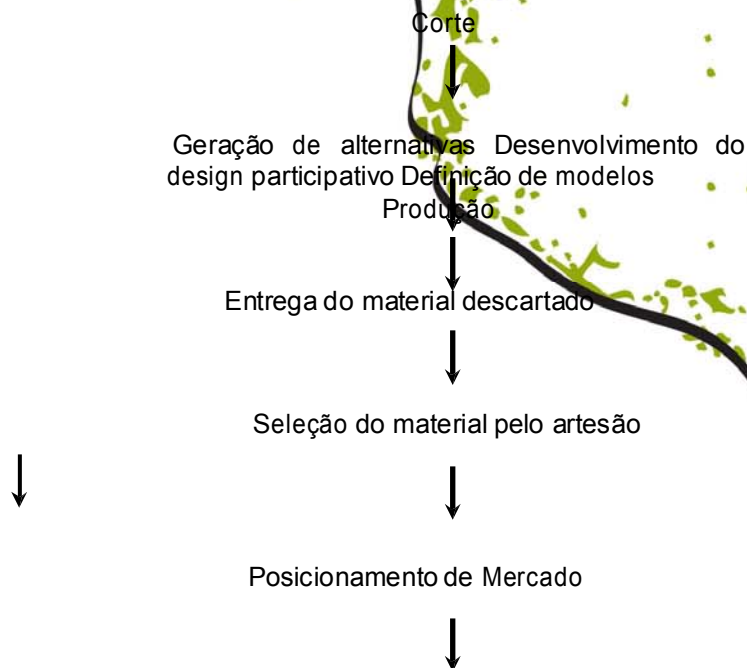 Corte
Geração de alternativas Desenvolvimento do
design participativo Definição de modelos
Produção
Entrega do material descartado
Seleção do material pelo artesão
Posicionamento de Mercado